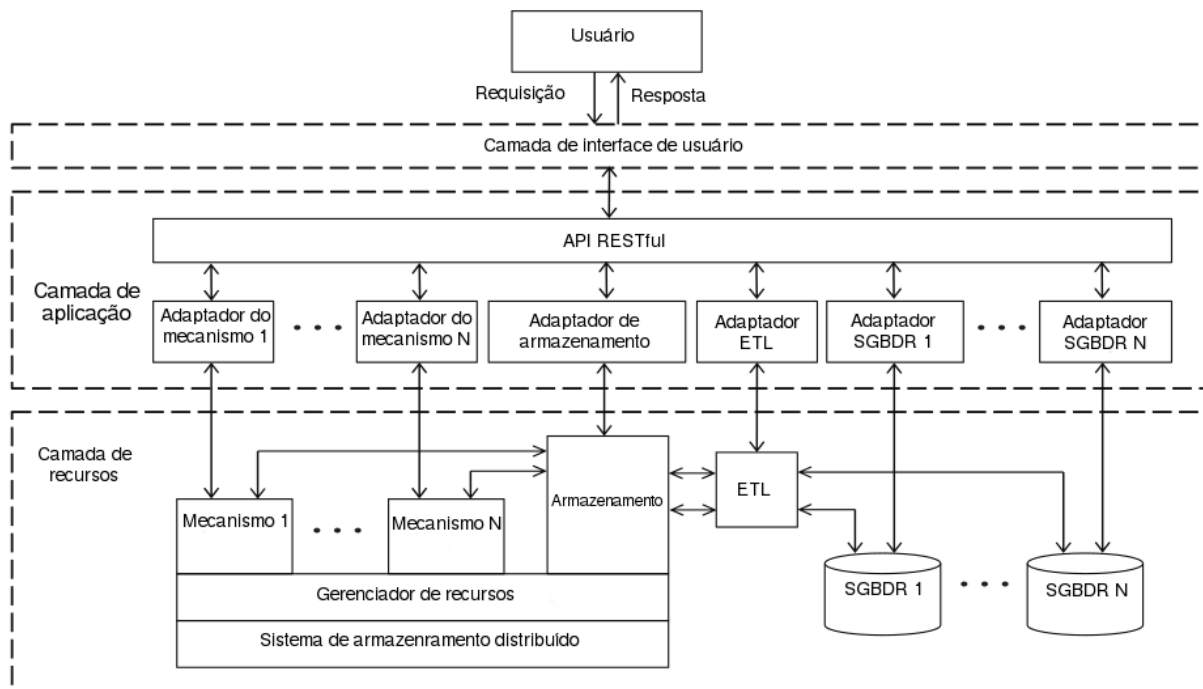 Usuário
Requisição
Resposta
Camada de interface de usuário
API RESTful
Camada de
aplicação
Adaptador do
mecanismo 1
Adaptador do
mecanismo N
Adaptador de
armazenamento
Adaptador
ETL
Adaptador
SGBDR 1
Adaptador
SGBDR N
Camada de
recursos
Mecanismo 1
Mecanismo N
Armazenamento
ETL
SGBDR 1
SGBDR N
Gerenciador de recursos
Sistema de armazenramento distribuído